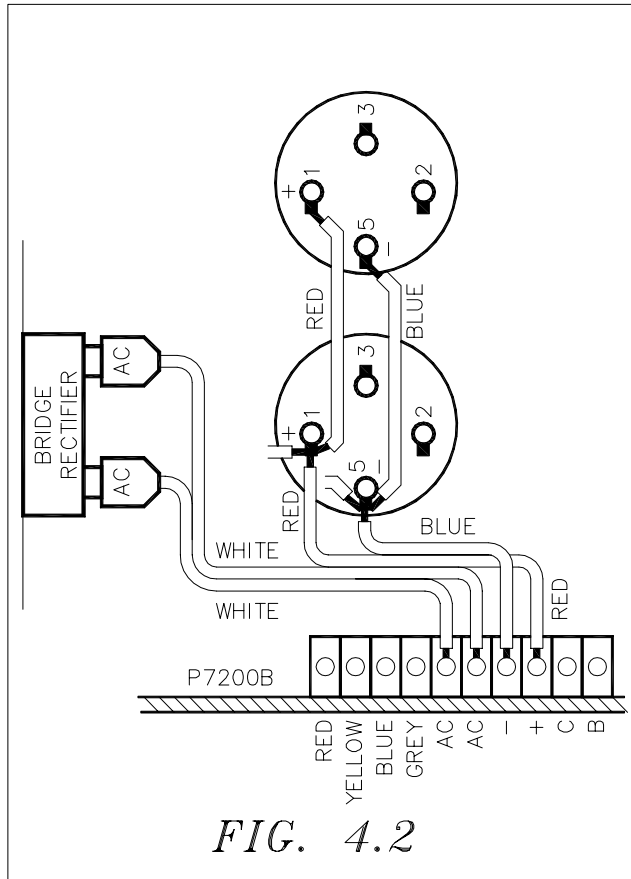 3
+ 1
2
5
-
RED
BLUE
3
AC
BRIDGE
RECTIFIER
+ 1
2
5
-
AC
RED
BLUE
WHITE
WHITE
RED
P7200B
RED
YELLOW
BLUE
GREY
AC
AC
-
+
C
B
FIG. 4.2